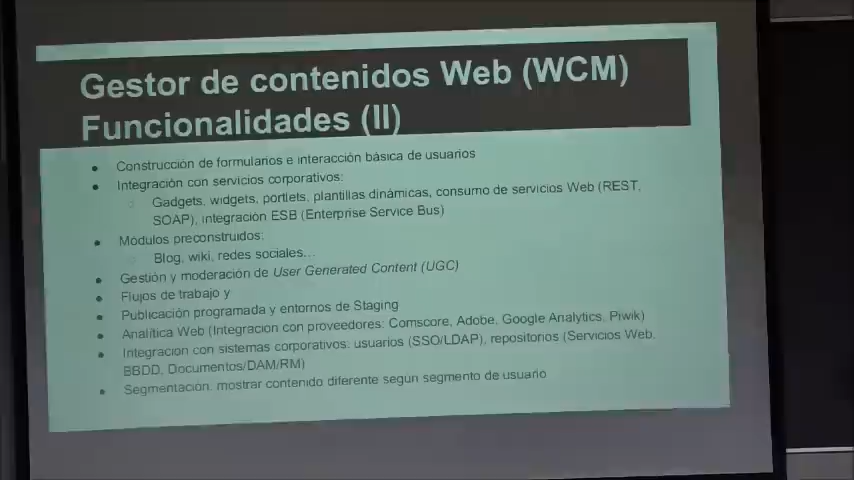 Gestor de contenidos Web (WCM)
Funcionalidades (II)
• Construcción de formularios e interacción básica de usuarios
• Integración con servicios corporativos:
○ Gadgets, widgets, portlets, plantillas dinámicas, consumo de servicios Web (REST,
SOAP), integración ESB (Enterprise Service Bus)
• Módulos preconstruidos:
○ Blog, wiki, redes sociales...
• Gestión y moderación de User Generated Content (UGC)
• Flujos de trabajo y
• Publicación programada y entornos de Staging
• Analítica Web (Integración con proveedores: Comscore, Adobe, Google Analytics, Piwik)
• Integración con sistemas corporativos: usuarios (SSO/LDAP), repositorios (Servicios Web,
BBDD, Documentos/DAM/RM)
• Segmentación: mostrar contenido diferente según segmento de usuario